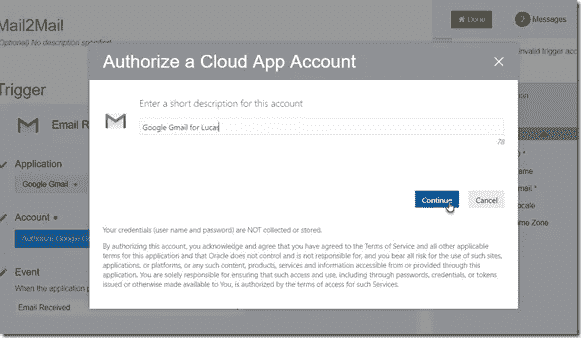 Mail2Mail
(Optional) No description specified
Done
2 Messages
Trigger
Authorize a Cloud App Account
Enter a short description for this account
Google Gmail for Lucas
78
Continue
Cancel
Your credentials (user name and password) are NOT collected or stored.
By authorizing this account, you acknowledge and agree that you have agreed to the Terms of Service and all other applicable
terms for this application and that Oracle does not control and is not responsible for, and you bear all risk for the use of such sites,
applications, or platforms, or any such content, products, services and information accessible from or provided through this
application. You are solely responsible for ensuring that such access and use, including through passwords, credentials, or tokens
issued or otherwise made available to You, is authorized by the terms of access for such Services.
invalid trigger acc
Email Re
Application
Google Gmail
Account
Authorize Google G
Event
When the application p
Email Received
mail
ocale
me Zone